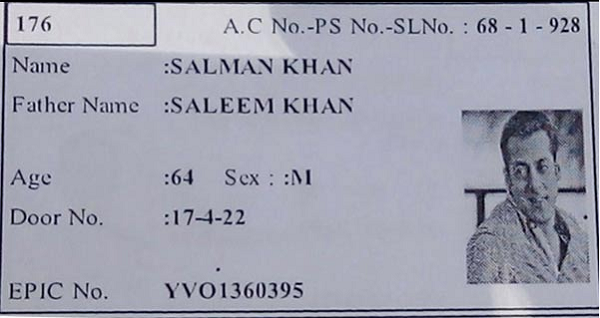 176
A.C No.-PS No.-SLNo. : 68 - 1 - 928
Name :SALMAN KHAN
Father Name :SALEEM KHAN
Age :64 Sex : :M
Door No. :17-4-22
EPIC No. YVO1360395